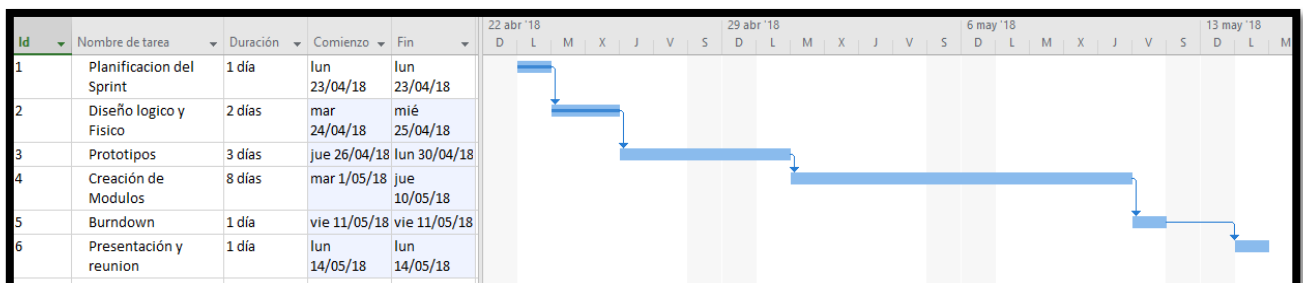 22 abr '18 29 abr '18 6 may '18 13 may '18
Id Nombre de tarea Duración Comienzo Fin D L M X J V S D L M X J V S D L M X J V S D L M
1 Planificacion del 1 día lun lun
Sprint 23/04/18 23/04/18
2 Diseño logico y 2 días mar mié
Fisico 24/04/18 25/04/18
3 Prototipos 3 días jue 26/04/18 lun 30/04/18
4 Creación de 8 días mar 1/05/18 jue
Modulos 10/05/18
5 Burndown 1 día vie 11/05/18 vie 11/05/18
6 Presentación y 1 día lun lun
reunion 14/05/18 14/05/18